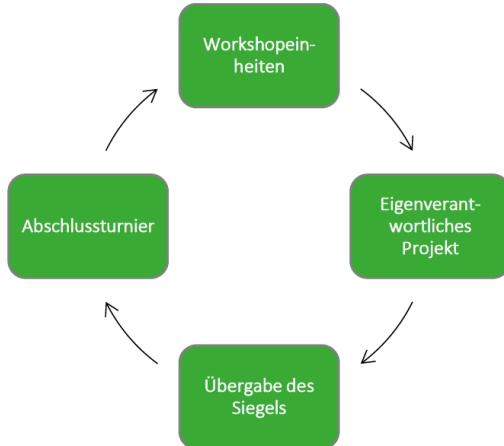 Workshopein-
heiten
Eigenverant-
wortliches
Projekt
Übergabe des
Siegels
Abschlussturnier